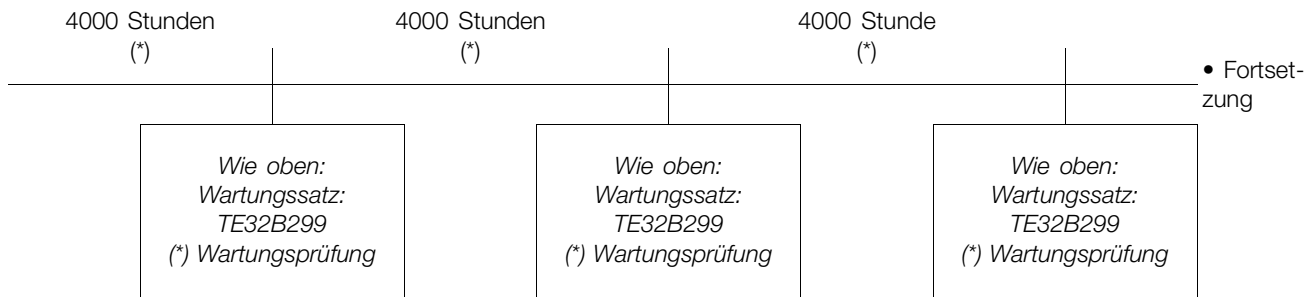 4000 Stunden
(*)
4000 Stunden
(*)
4000 Stunde
(*)
• Fortset-
zung
Wie oben:
Wartungssatz:
TE32B299
(*) Wartungsprüfung
Wie oben:
Wartungssatz:
TE32B299
(*) Wartungsprüfung
Wie oben:
Wartungssatz:
TE32B299
(*) Wartungsprüfung